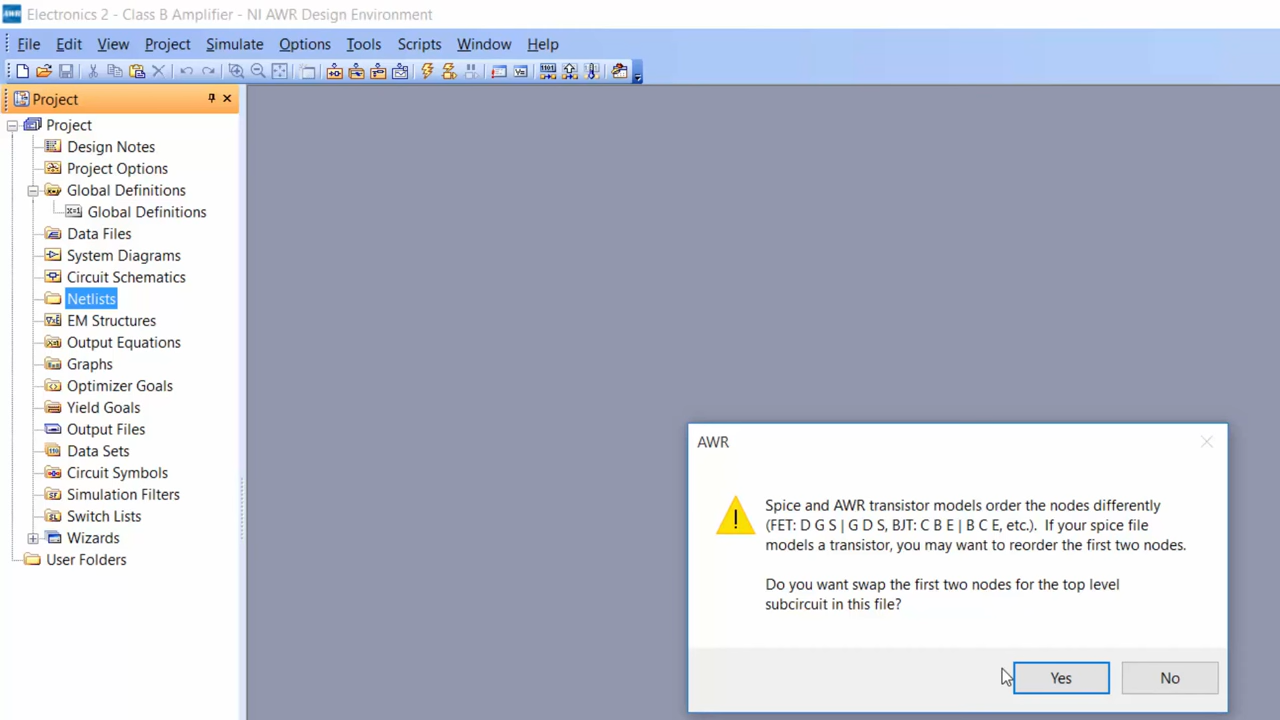 AWR Electronics 2 - Class B Amplifier - NI AWR Design Environment
File Edit View Project Simulate Options Tools Scripts Window Help
Project
Project
Design Notes
Project Options
Global Definitions
Global Definitions
Data Files
System Diagrams
Circuit Schematics
Netlists
EM Structures
Output Equations
Graphs
Optimizer Goals
Yield Goals
Output Files
Data Sets
Circuit Symbols
Simulation Filters
Switch Lists
Wizards
User Folders
AWR
Spice and AWR transistor models order the nodes differently
(FET: D G S | G D S, BJT: C B E | B C E, etc.). If your spice file
models a transistor, you may want to reorder the first two nodes.
Do you want swap the first two nodes for the top level
subcircuit in this file?
Yes No